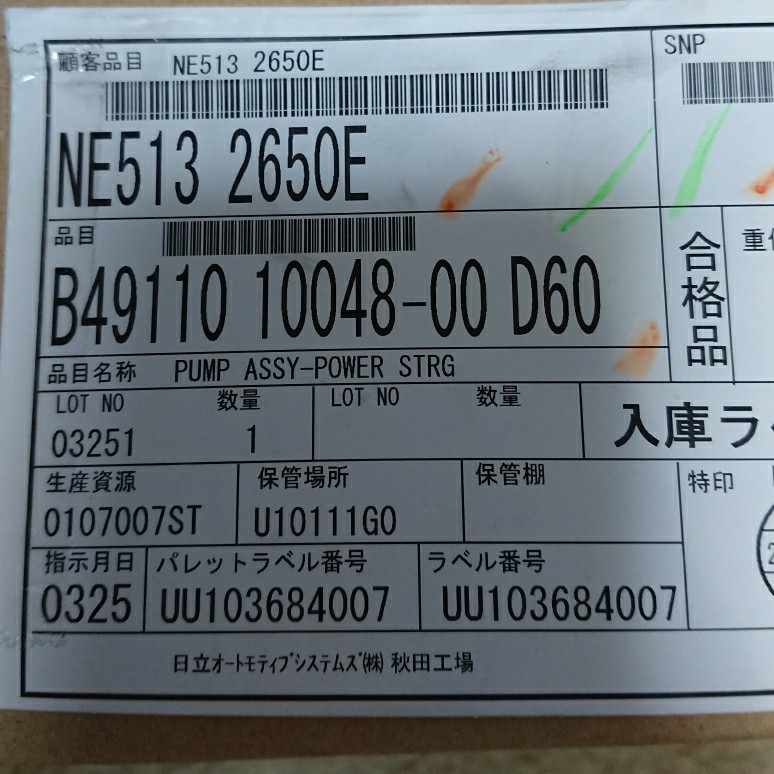 顧客品目 NE513 2650E
SNP
NE513 2650E
品目
B49110 10048-00 D60
合格品
品目名称 PUMP ASSY-POWER STRG
LOT NO 数量 LOT NO 数量
03251 1
入庫ラ
生産資源 保管場所 保管棚 特印
0107007ST U10111G0
指示月日 パレットラベル番号 ラベル番号
0325 UU103684007 UU103684007
日立ｵｰﾄﾓﾃｨﾌﾞｼｽﾃﾑｽﾞ㈱ 秋田工場